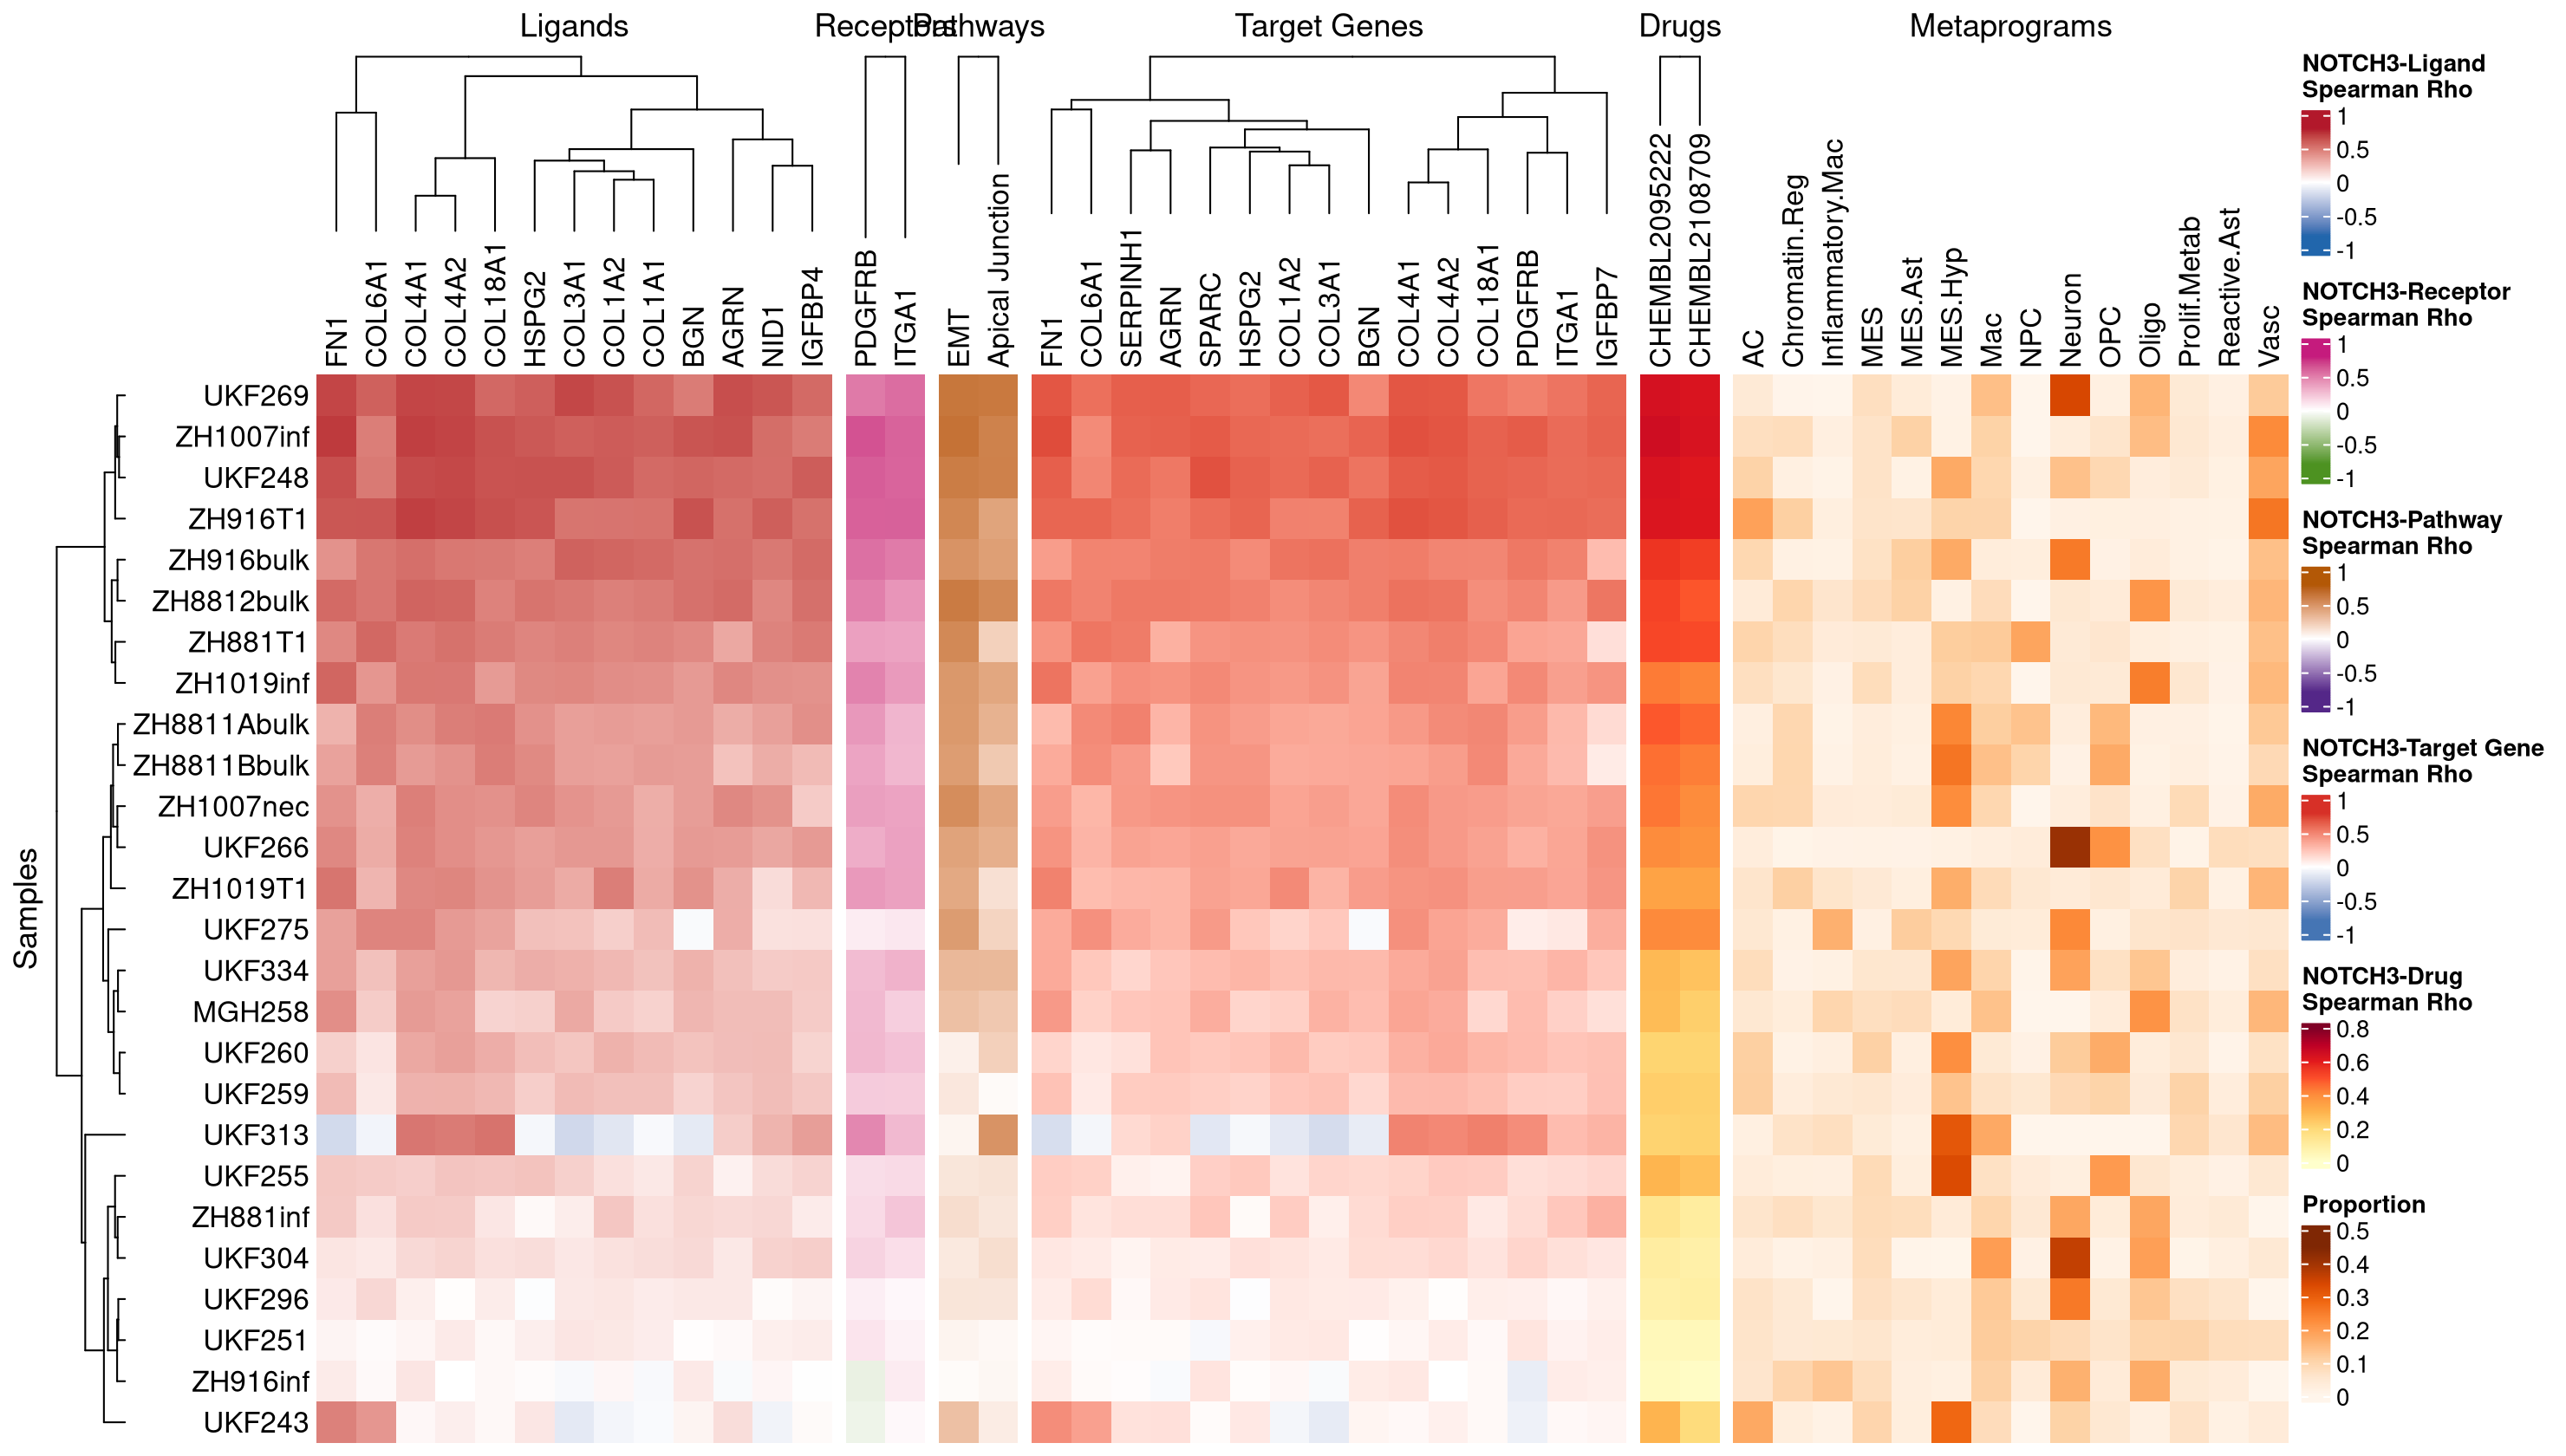 Ligands
Receptors
Pathways
Target Genes
Drugs
Metaprograms
FN1
COL6A1
COL4A1
COL4A2
COL18A1
HSPG2
COL3A1
COL1A2
COL1A1
BGN
AGRN
NID1
IGFBP4
PDGFRB
ITGA1
EMT
Apical Junction
FN1
COL6A1
SERPINH1
AGRN
SPARC
HSPG2
COL1A2
COL3A1
BGN
COL4A1
COL4A2
COL18A1
PDGFRB
ITGA1
IGFBP7
CHEMBL2095222
CHEMBL2108709
AC
Chromatin.Reg
Inflammatory.Mac
MES
MES.Ast
MES.Hyp
Mac
NPC
Neuron
OPC
Oligo
Prolif.Metab
Reactive.Ast
Vasc
Samples
UKF269
ZH1007inf
UKF248
ZH916T1
ZH916bulk
ZH8812bulk
ZH881T1
ZH1019inf
ZH8811Abulk
ZH8811Bbulk
ZH1007nec
UKF266
ZH1019T1
UKF275
UKF334
MGH258
UKF260
UKF259
UKF313
UKF255
ZH881inf
UKF304
UKF296
UKF251
ZH916inf
UKF243
NOTCH3-Ligand
Spearman Rho
1
0.5
0
-0.5
-1
NOTCH3-Receptor
Spearman Rho
1
0.5
0
-0.5
-1
NOTCH3-Pathway
Spearman Rho
1
0.5
0
-0.5
-1
NOTCH3-Target Gene
Spearman Rho
1
0.5
0
-0.5
-1
NOTCH3-Drug
Spearman Rho
0.8
0.6
0.4
0.2
0
Proportion
0.5
0.4
0.3
0.2
0.1
0